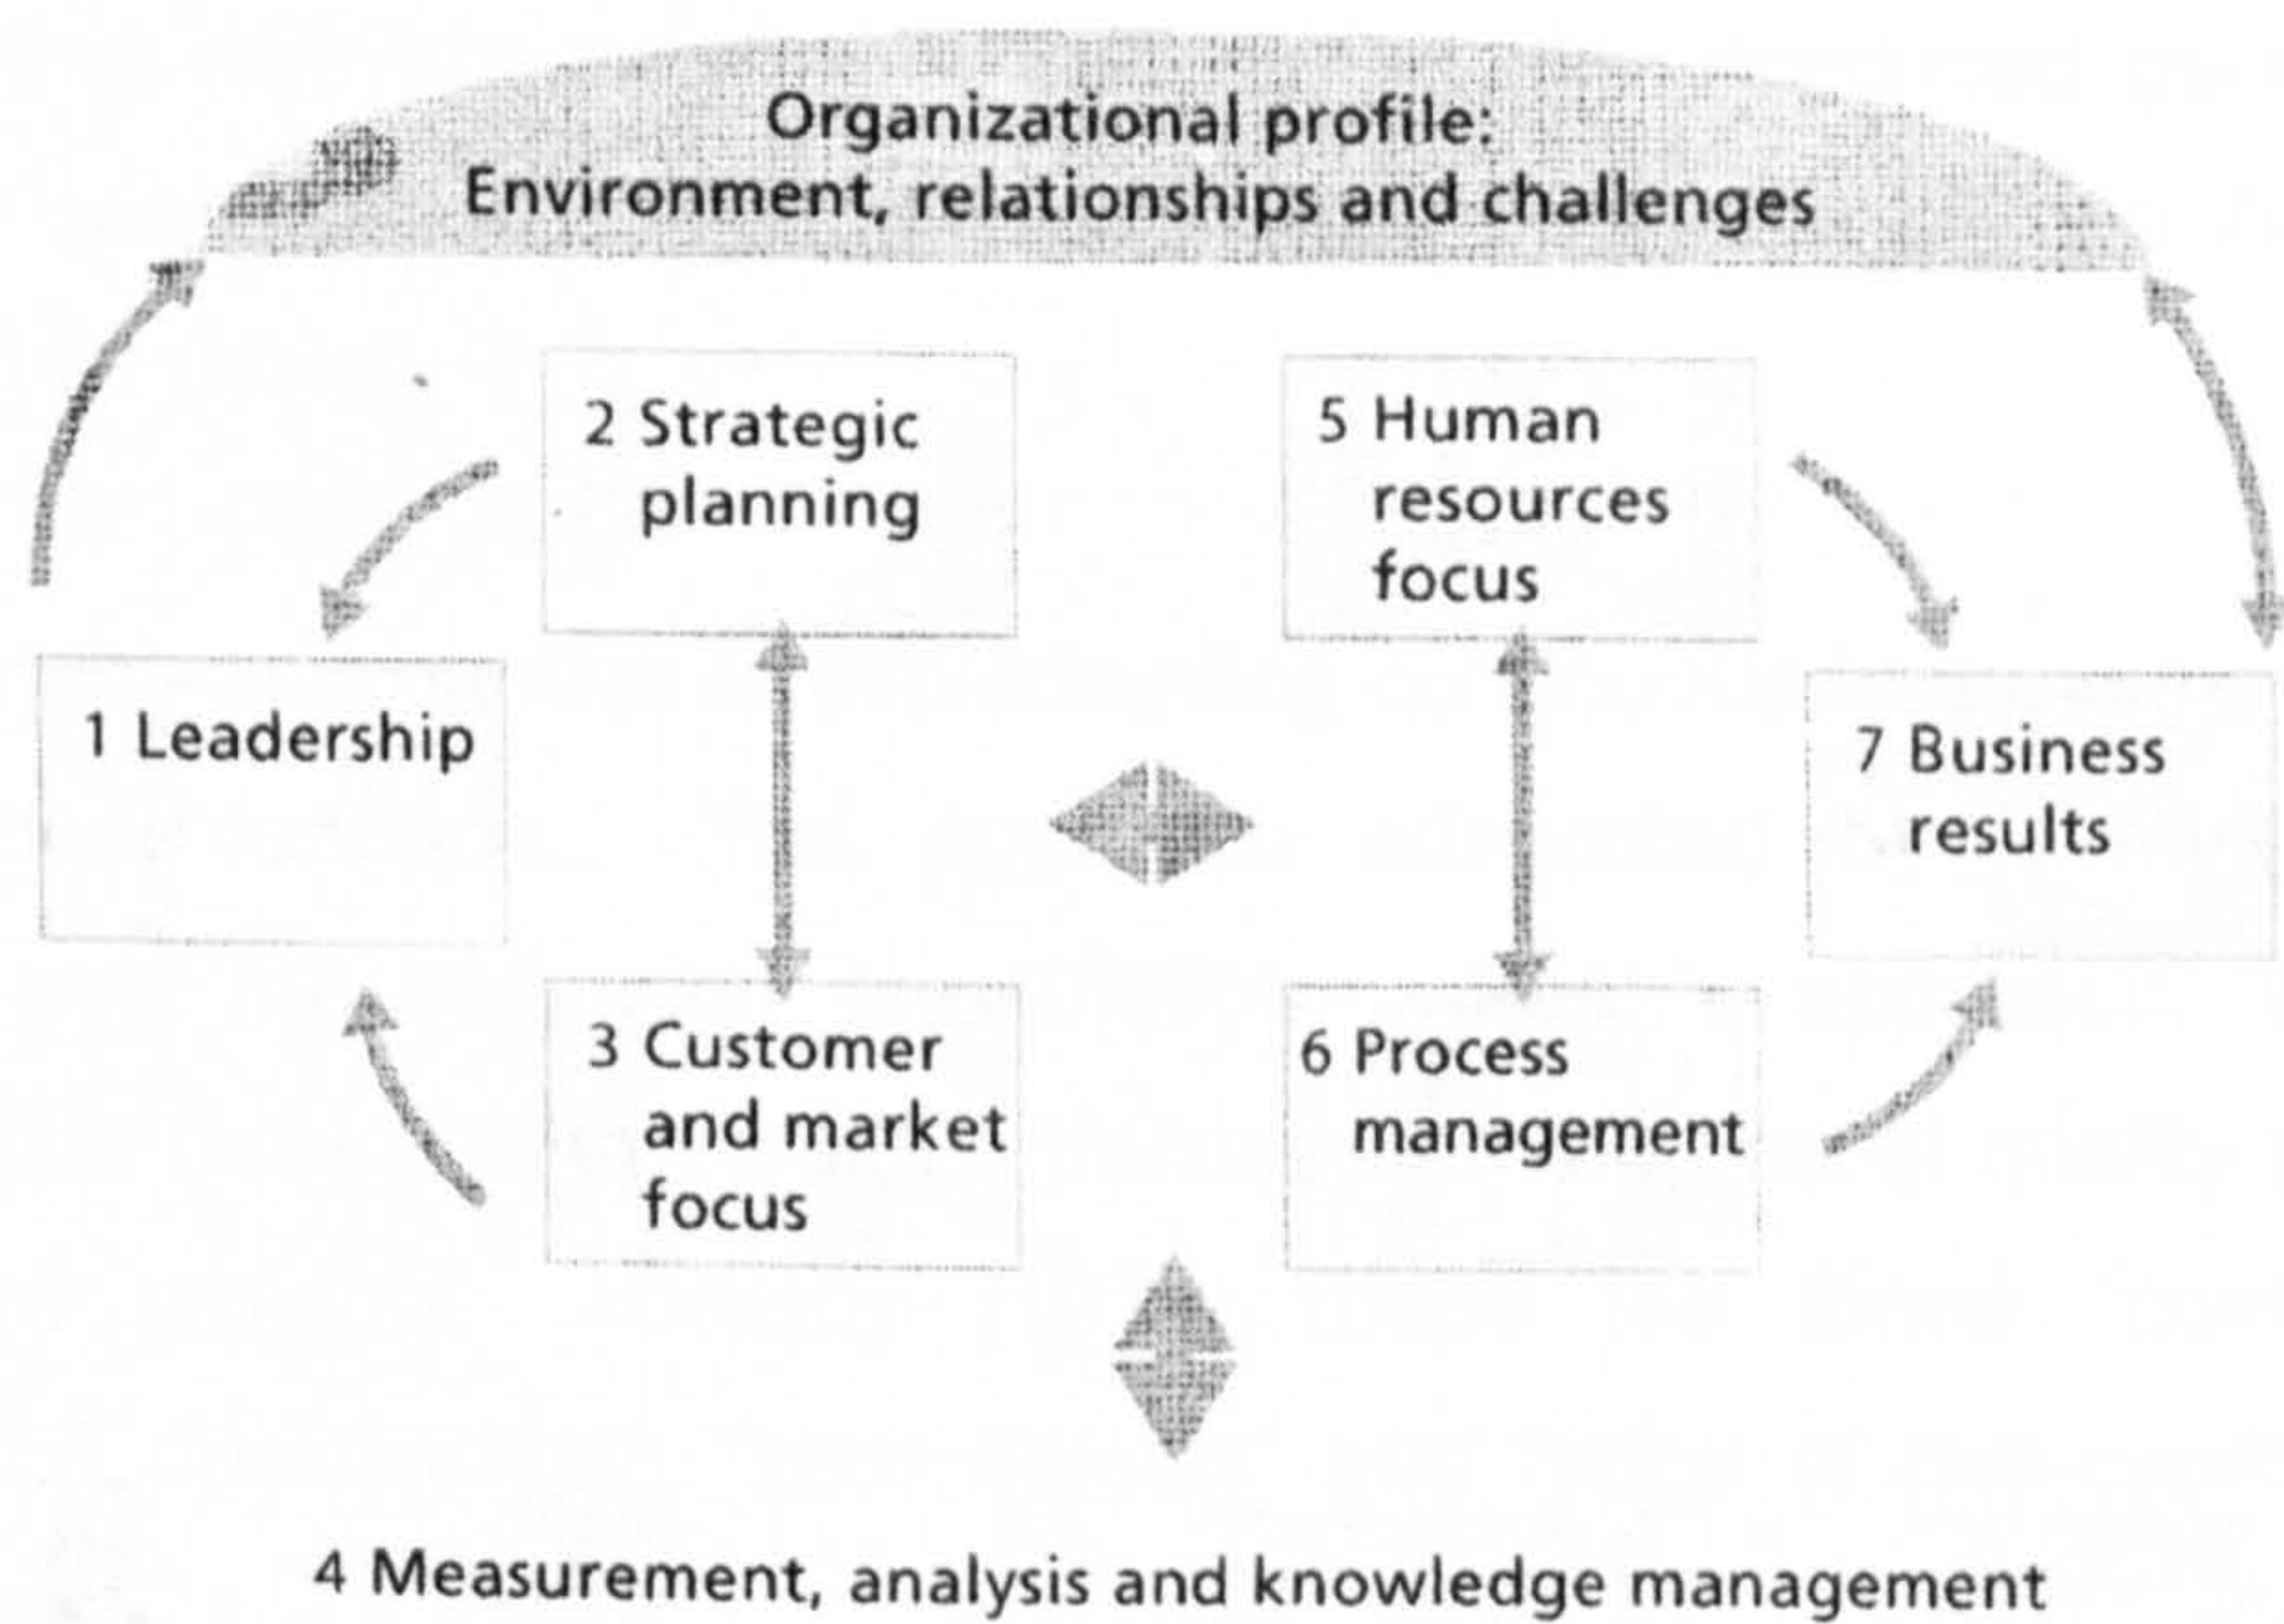 Organizational profile:
Environment, relationships and challenges
2 Strategic
planning
5 Human
resources
focus
1 Leadership
7 Business
results
3 Customer
and market
focus
6 Process
management
4 Measurement, analysis and knowledge management